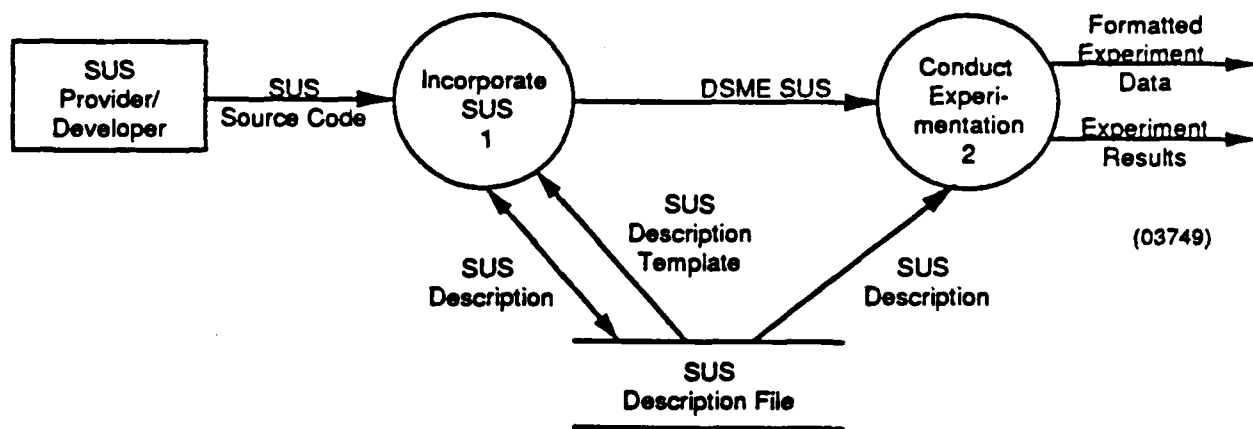 SUS
Provider/
Developer
SUS
Source Code
Incorporate
SUS
1
DSME SUS
Conduct
Experi-
mentation
2
Formatted
Experiment
Data
Experiment
Results
SUS
Description
SUS
Description
Template
SUS
Description
(03749)
SUS
Description File